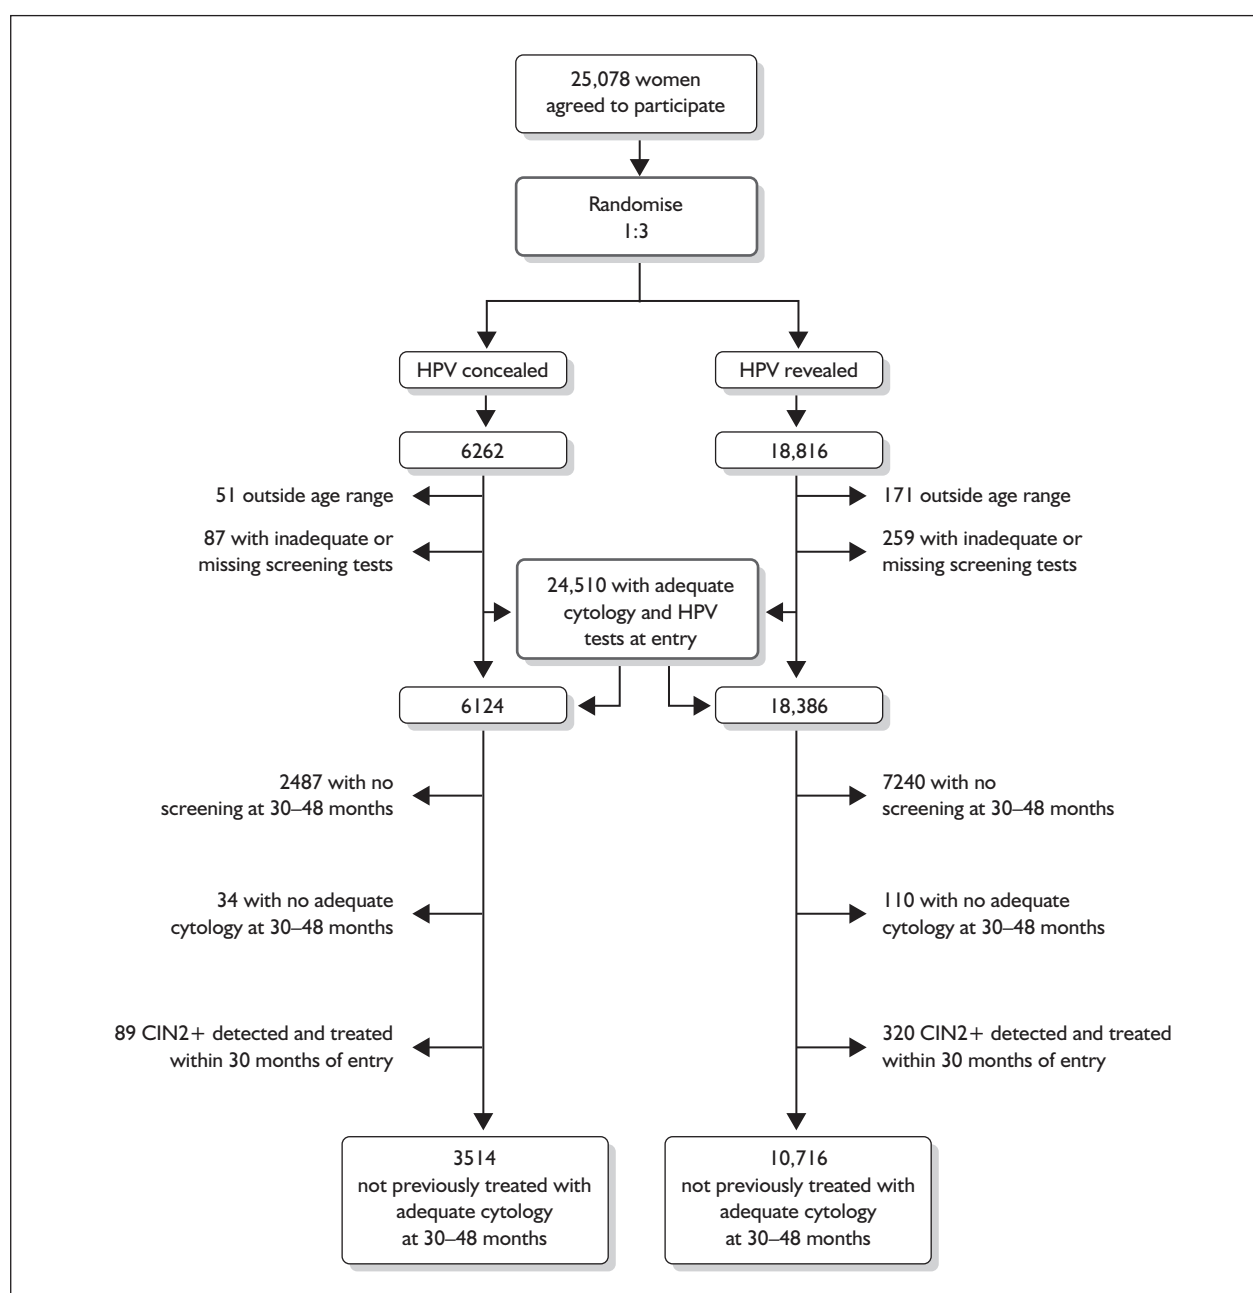 25,078 women
agreed to participate
Randomise
1:3
HPV concealed
HPV revealed
6262
18,816
51 outside age range
171 outside age range
87 with inadequate or
missing screening tests
259 with inadequate or
missing screening tests
24,510 with adequate
cytology and HPV
tests at entry
6124
18,386
2487 with no
screening at 30–48 months
7240 with no
screening at 30–48 months
34 with no adequate
cytology at 30–48 months
110 with no adequate
cytology at 30–48 months
89 CIN2+ detected and treated
within 30 months of entry
320 CIN2+ detected and treated
within 30 months of entry
3514
not previously treated with
adequate cytology
at 30–48 months
10,716
not previously treated with
adequate cytology
at 30–48 months